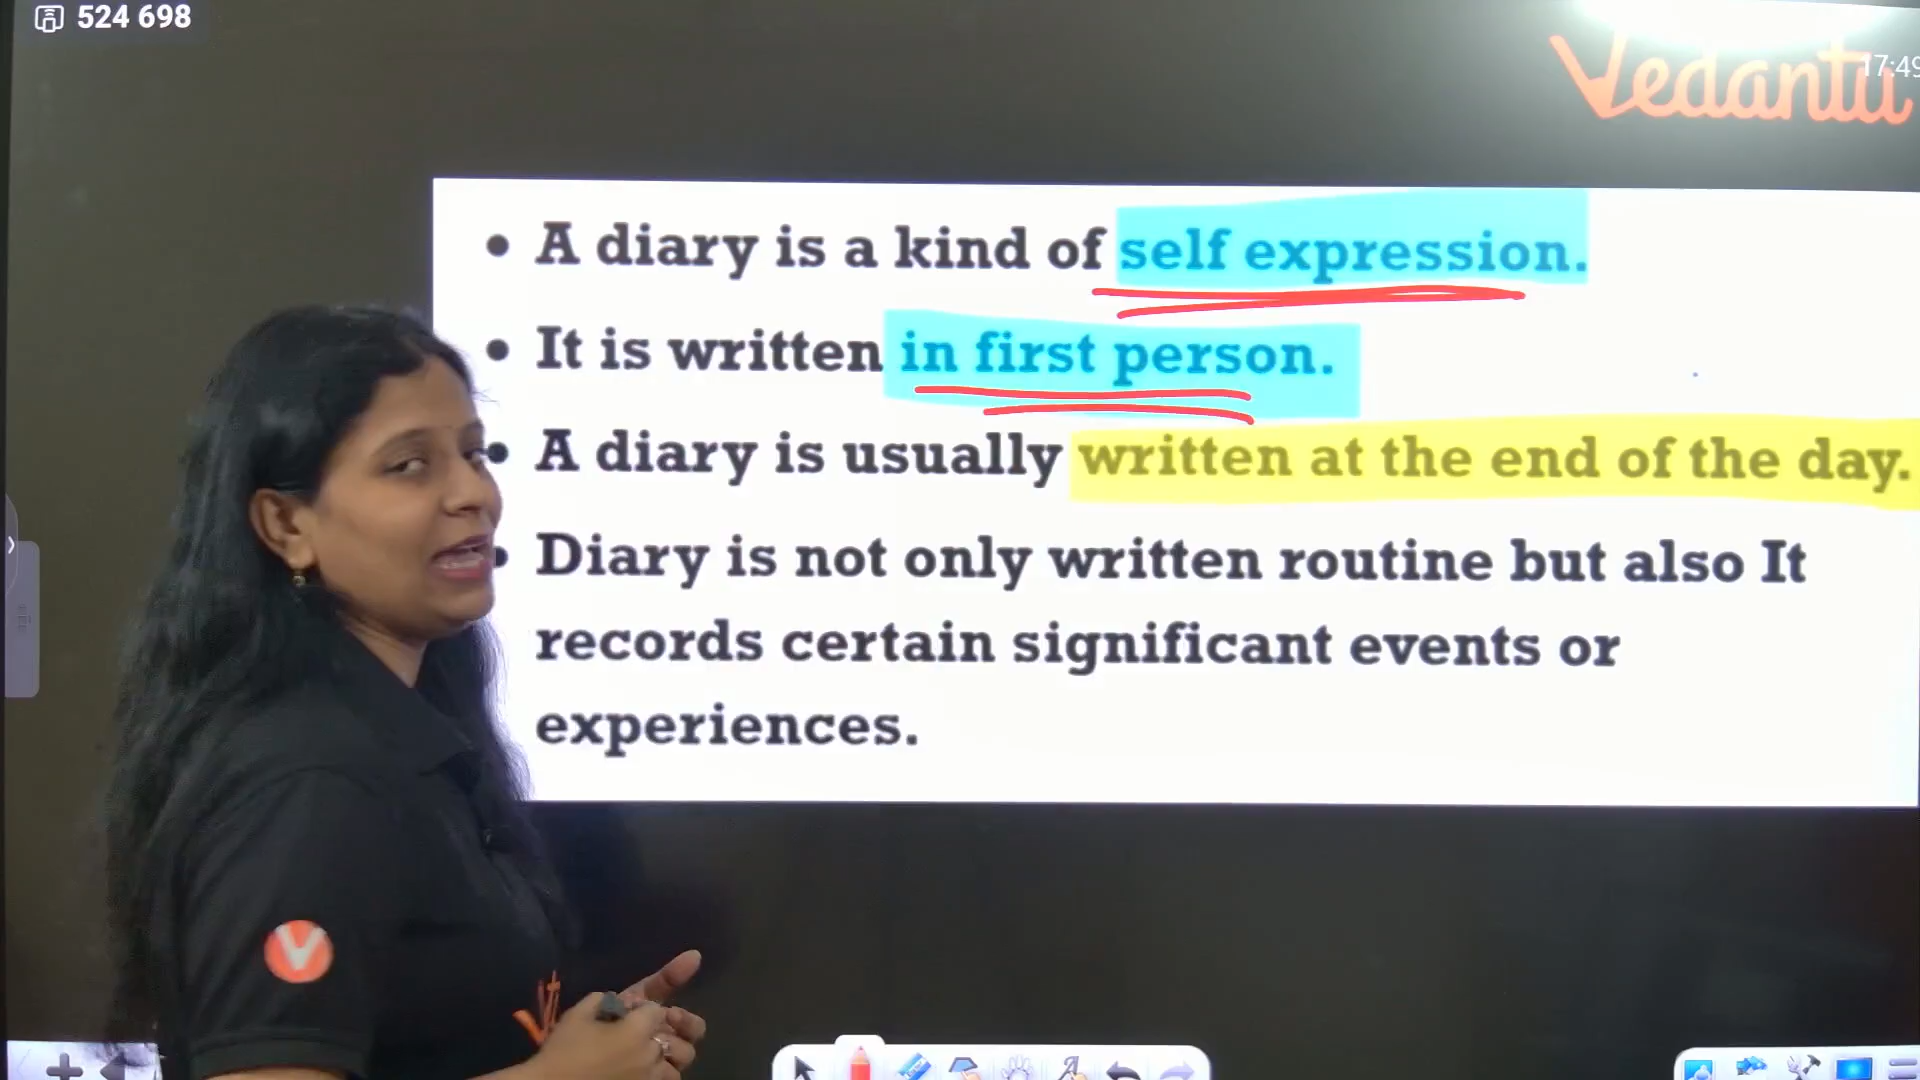 524 698
Vedantu
17:49
• A diary is a kind of self expression.
• It is written in first person.
• A diary is usually written at the end of the day.
• Diary is not only written routine but also It
records certain significant events or
experiences.